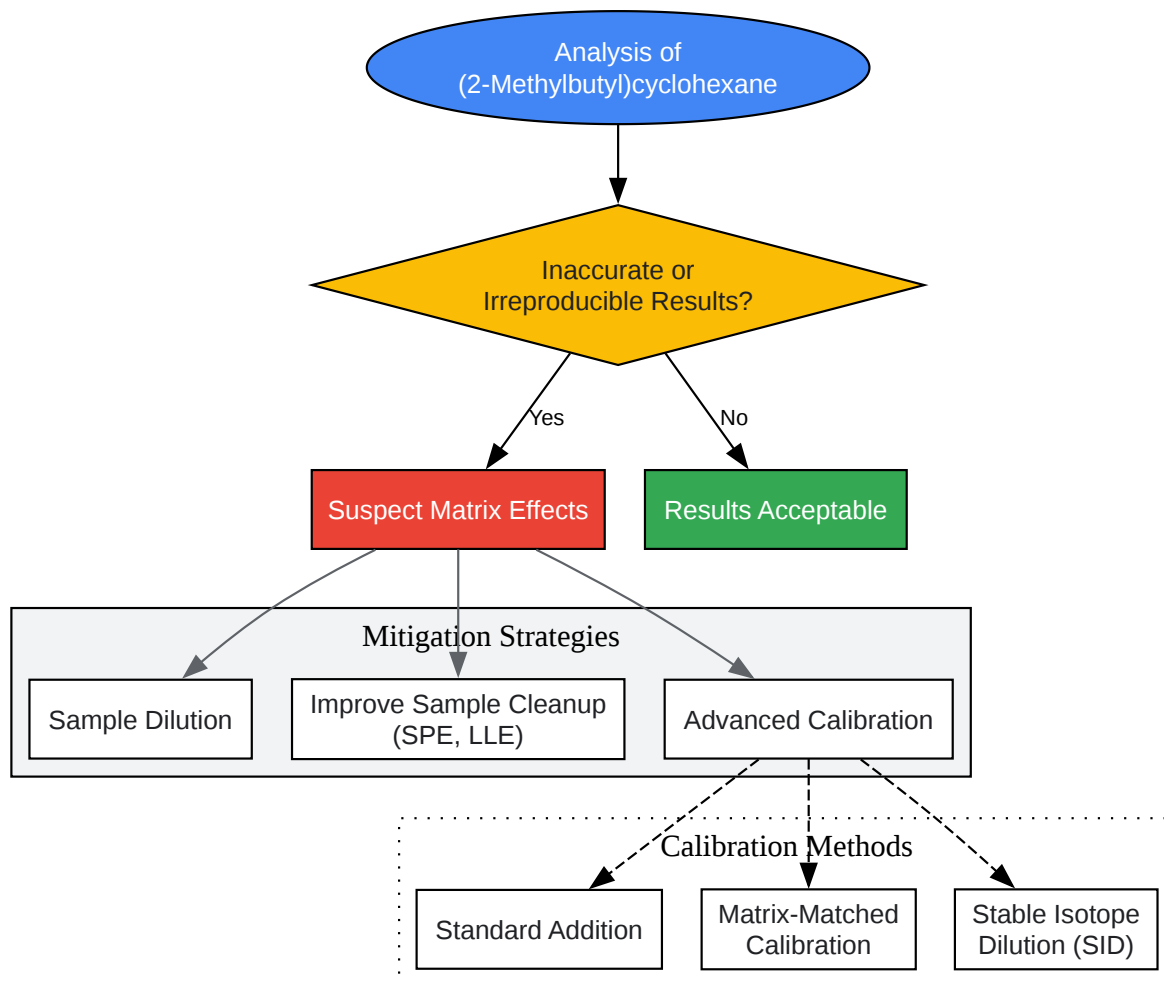 Analysis of
(2-Methylbutyl)cyclohexane
Inaccurate or
Irreproducible Results?
Yes
No
Suspect Matrix Effects
Results Acceptable
Mitigation Strategies
Sample Dilution
Improve Sample Cleanup
(SPE, LLE)
Advanced Calibration
Calibration Methods
Standard Addition
Matrix-Matched
Calibration
Stable Isotope
Dilution (SID)